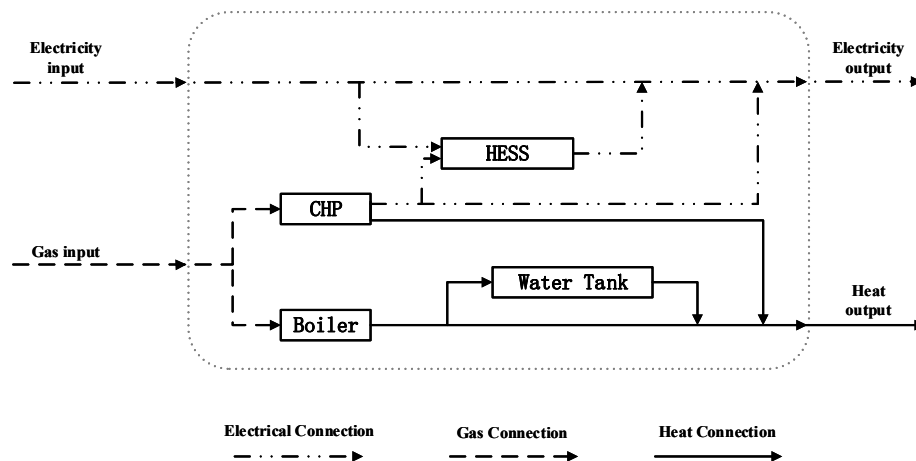 Electricity
input
Electricity
output
HESS
CHP
Gas input
Water Tank
Boiler
Heat
output
Electrical Connection
Gas Connection
Heat Connection